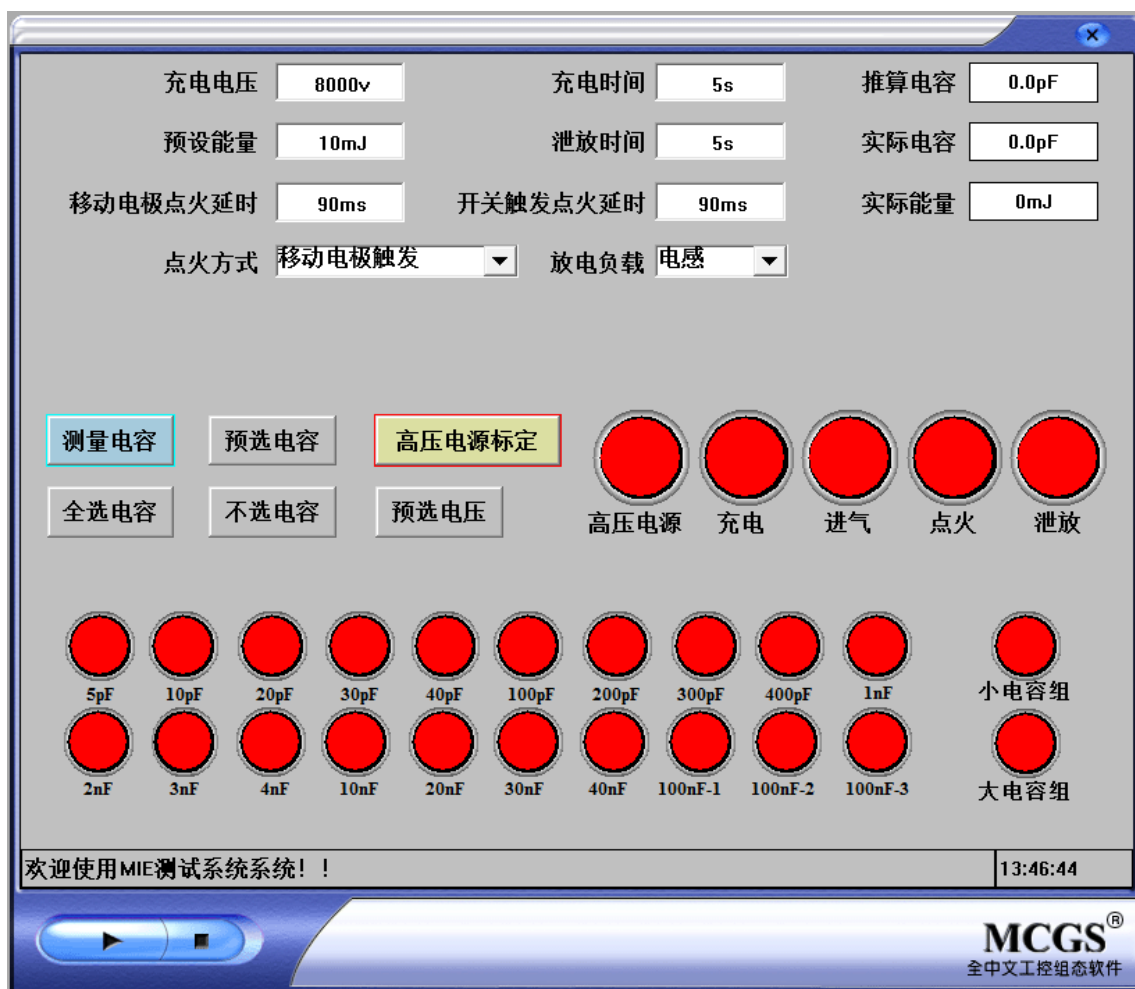 充电电压 8000v 充电时间 5s 推算电容 0.0pF
预设能量 10mJ 泄放时间 5s 实际电容 0.0pF
移动电极点火延时 90ms 开关触发点火延时 90ms 实际能量 0mJ
点火方式 移动电极触发 放电负载 电感
测量电容 预选电容 高压电源标定
全选电容 不选电容 预选电压
高压电源 充电 进气 点火 泄放
5pF 10pF 20pF 30pF 40pF 100pF 200pF 300pF 400pF 1nF 小电容组
2nF 3nF 4nF 10nF 20nF 30nF 40nF 100nF-1 100nF-2 100nF-3 大电容组
欢迎使用MIE测试系统系统！！ 13:46:44
MCGS®
全中文工控组态软件